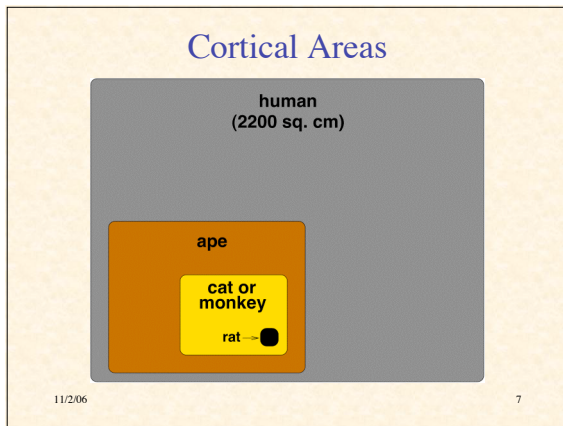 Cortical Areas
human
(2200 sq. cm)
ape
cat or
monkey
rat
11/2/06
7